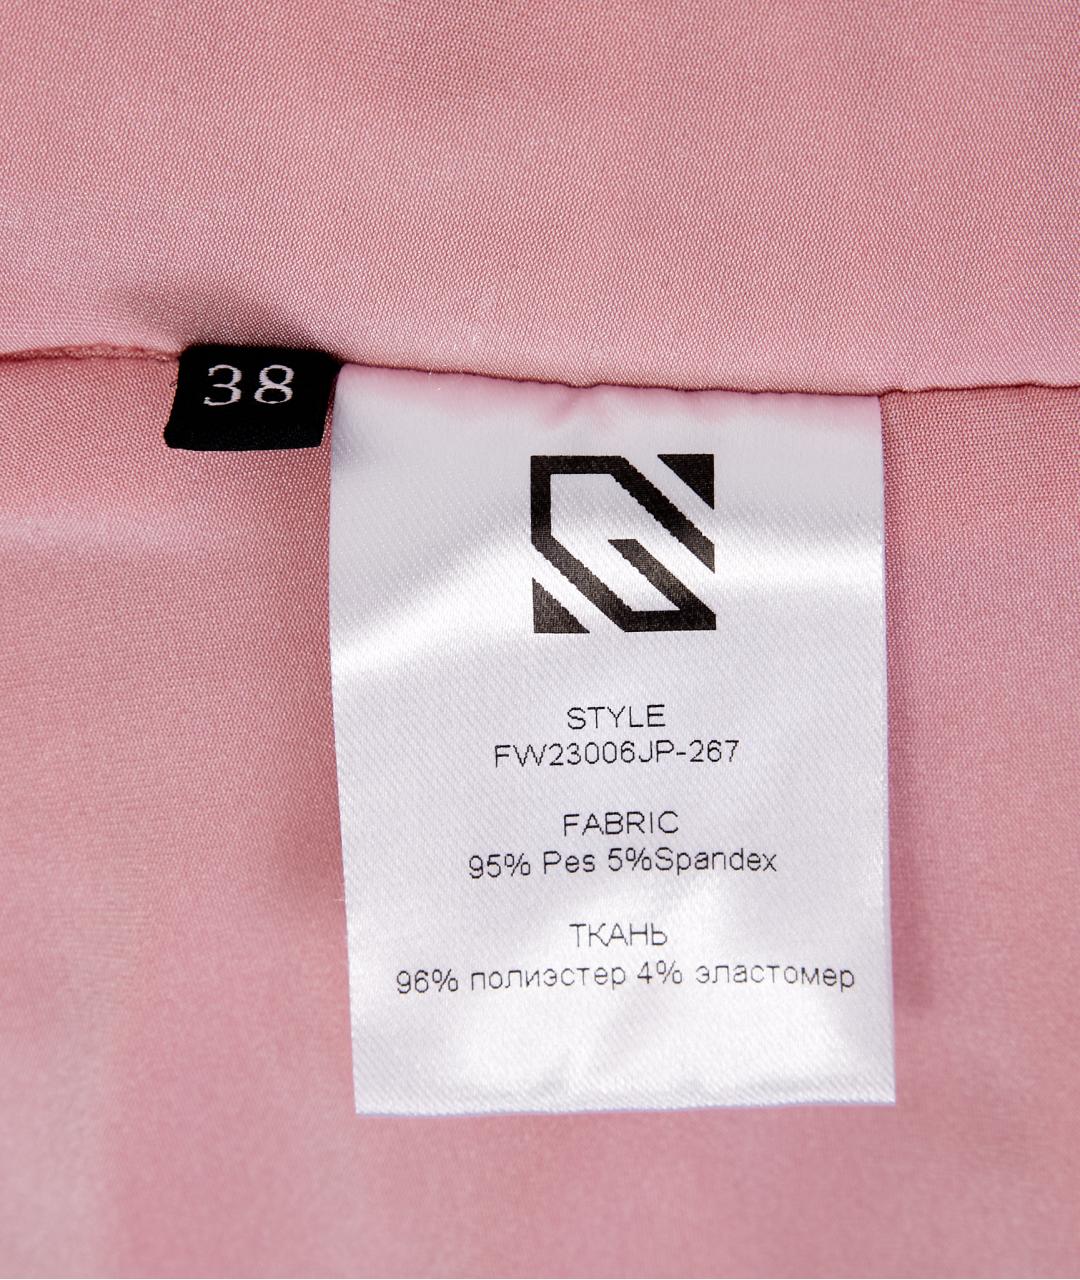 38
STYLE
FW23006JP-267
FABRIC
95% Pes 5%Spandex
ТКАНЬ
96% полиэстер 4% эластомер